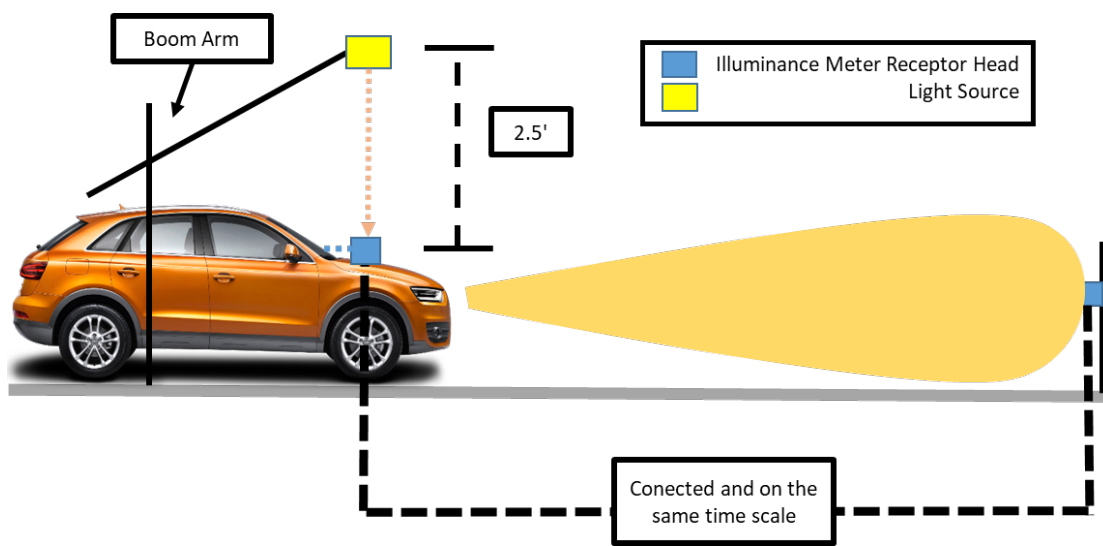 Boom Arm
Illuminance Meter Receptor Head
Light Source
2.5'
Conected and on the
same time scale